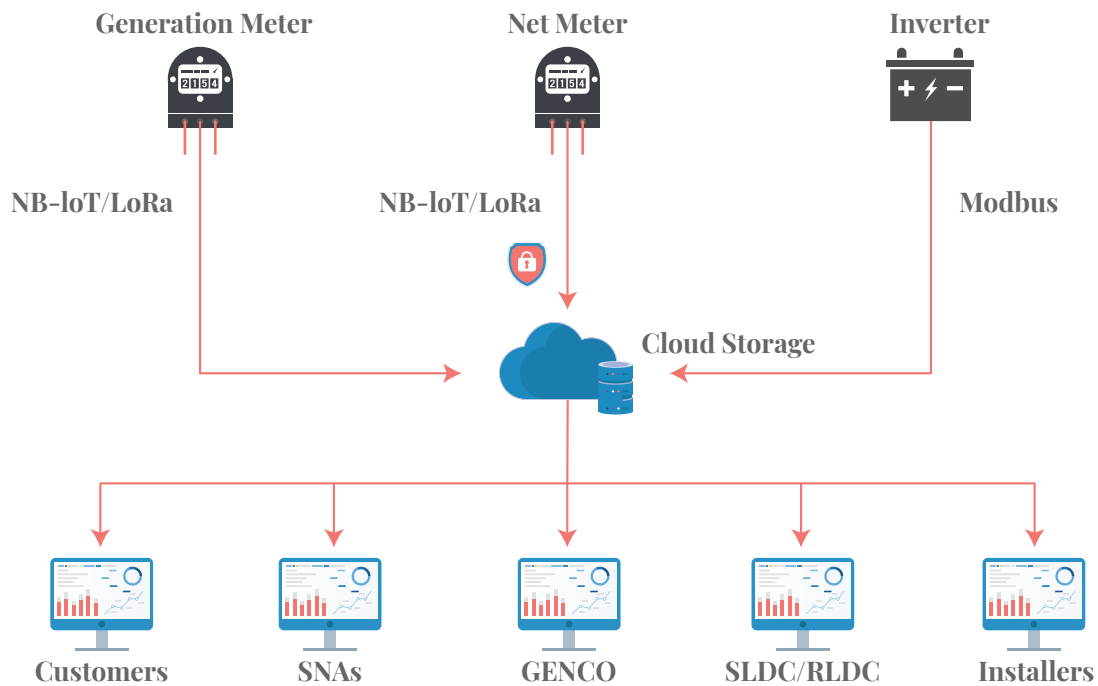 Generation Meter
Net Meter
Inverter
2154
2154
NB-loT/LoRa
NB-loT/LoRa
Modbus
Cloud Storage
Customers
SNAs
GENCO
SLDC/RLDC
Installers